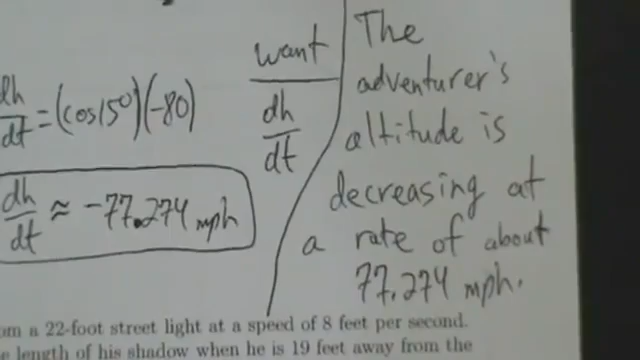 dh/dt = (cos15°)(-80)
dh/dt ≈ -77.274 mph
want
dh/dt
The
adventurer's
altitude is
decreasing at
a rate of about
77.274 mph.
om a 22-foot street light at a speed of 8 feet per second.
e length of his shadow when he is 19 feet away from the